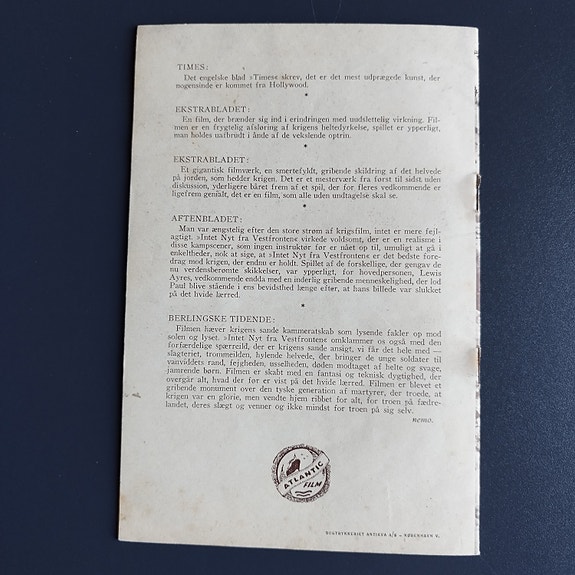 TIMES:
Det engelske blad »Times« skrev, det er det mest udprægede kunst, der
nogensinde er kommet fra Hollywood.
*
EKSTRABLADET:
En film, der brænder sig ind i erindringen med uudslettelig virkning. Fil-
men er en frygtelig afsløring af krigens heltedyrkelse, spillet er ypperligt,
man holdes uafbrudt i ånde af de vekslende optrin.
*
EKSTRABLADET:
Et gigantisk filmværk, en smertefyldt, gribende skildring af det helvede
på jorden, som hedder krigen. Det er et mesterværk fra først til sidst uden
diskussion, yderligere båret frem af et spil, der for fleres vedkommende er
ligefrem genialt, det er en film, som alle uden undtagelse skal se.
*
AFTENBLADET:
Man var ængstelig efter den store strøm af krigsfilm, intet er mere fejl-
agtigt. »Intet Nyt fra Vestfronten« virkede voldsomt, der er en realisme i
disse kampscener, som ingen instruktør før er nået op til, umuligt at gå i
enkeltheder, nok at sige, at »Intet Nyt fra Vestfronten« er det bedste fore-
drag mod krigen, der endnu er holdt. Spillet af de forskellige, der gengav de
nu verdensberømte skikkelser, var ypperligt, for hovedpersonen, Lewis
Ayres, vedkommende endda med en inderlig gribende menneskelighed, der lod
Paul blive stående i ens bevidsthed længe efter, at hans billede var slukket
på det hvide lærred.
*
BERLINGSKE TIDENDE:
Filmen hæver krigens sande kammeratskab som lysende fakler op mod
solen og lyset. »Intet Nyt fra Vestfronten« omklammer os også med den
forfærdelige spærreild, der er krigens sande ansigt, vi får det hele med —
slagteriet, trommeilden, hylende helvede, der bringer de unge soldater til
vanviddets rand, fejgheden, usselheden, døden modtaget af helte og svage,
jamrende børn. Filmen er skabt med en fantasi og teknisk dygtighed, der
overgår alt, hvad der før er vist på det hvide lærred. Filmen er blevet et
gribende monument over den tyske generation af martyrer, der troede, at
krigen var en glorie, men vendte hjem ribbet for alt, for troen på fædre-
landet, deres slægt og venner og ikke mindst for troen på sig selv.
nemo.
ATLANTIC
FILM
BOGTRYKKERIET ANTIKVA A/S - KØBENHAVN V.